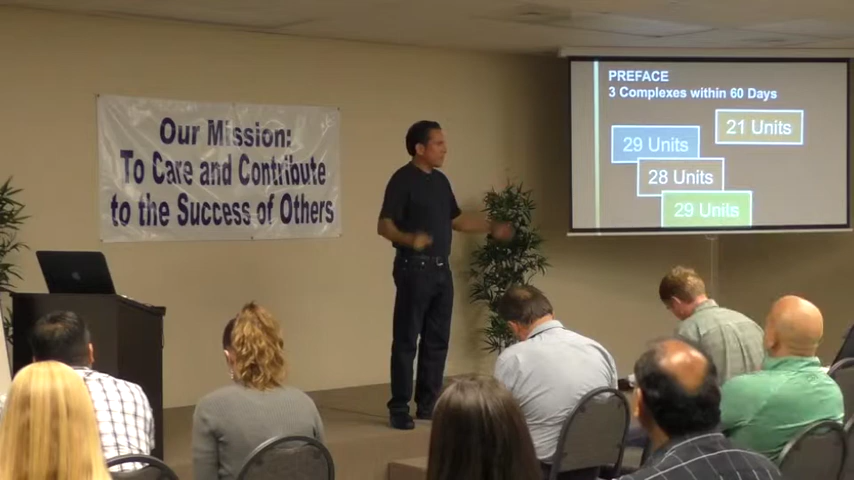 Our Mission:
To Care and Contribute
to the Success of Others
PREFACE
3 Complexes within 60 Days
21 Units
29 Units
28 Units
29 Units